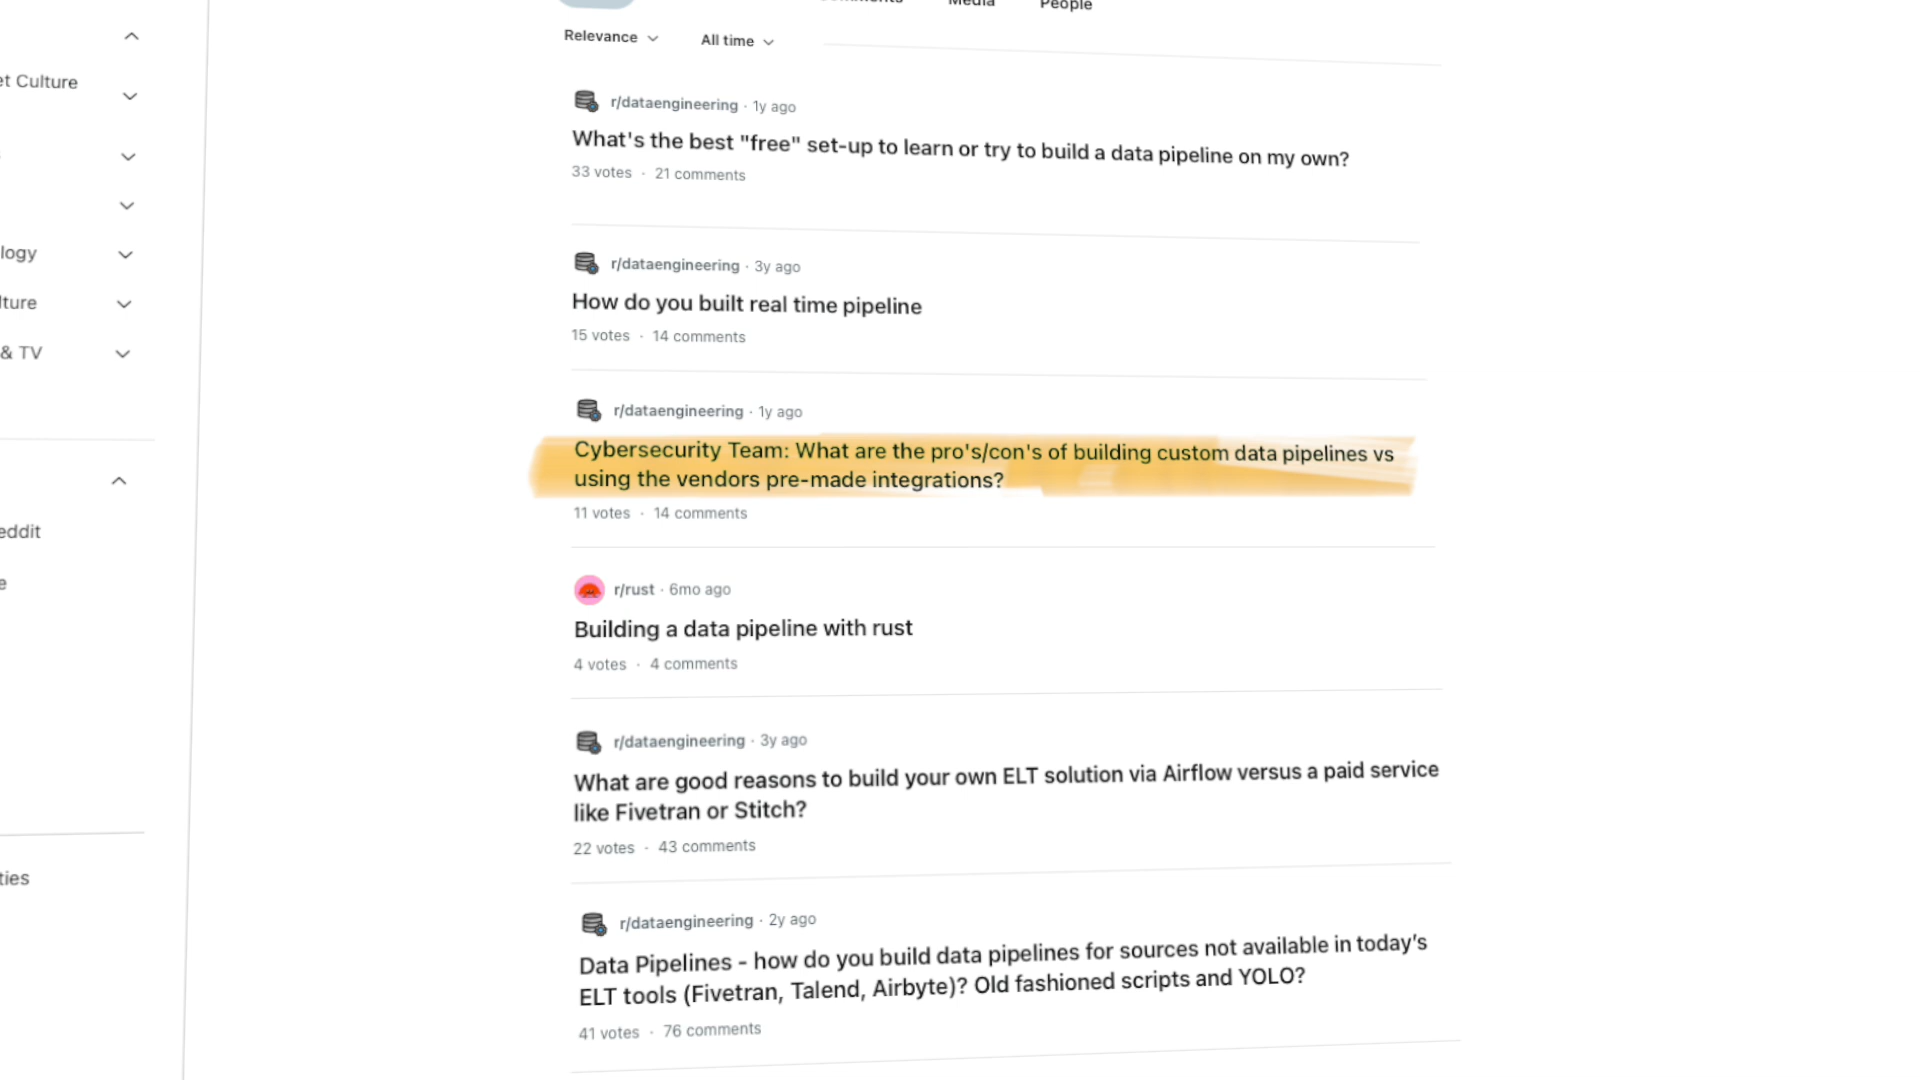 Media
People
Relevance
All time
et Culture
logy
lture
& TV
eddit
e
ties
r/dataengineering · 1y ago
What's the best "free" set-up to learn or try to build a data pipeline on my own?
33 votes · 21 comments
r/dataengineering · 3y ago
How do you built real time pipeline
15 votes · 14 comments
r/dataengineering · 1y ago
Cybersecurity Team: What are the pro's/con's of building custom data pipelines vs
using the vendors pre-made integrations?
11 votes · 14 comments
r/rust · 6mo ago
Building a data pipeline with rust
4 votes · 4 comments
r/dataengineering · 3y ago
What are good reasons to build your own ELT solution via Airflow versus a paid service
like Fivetran or Stitch?
22 votes · 43 comments
r/dataengineering · 2y ago
Data Pipelines - how do you build data pipelines for sources not available in today’s
ELT tools (Fivetran, Talend, Airbyte)? Old fashioned scripts and YOLO?
41 votes · 76 comments